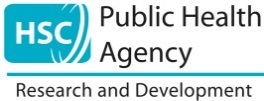 HSC
Public Health
Agency
Research and Development